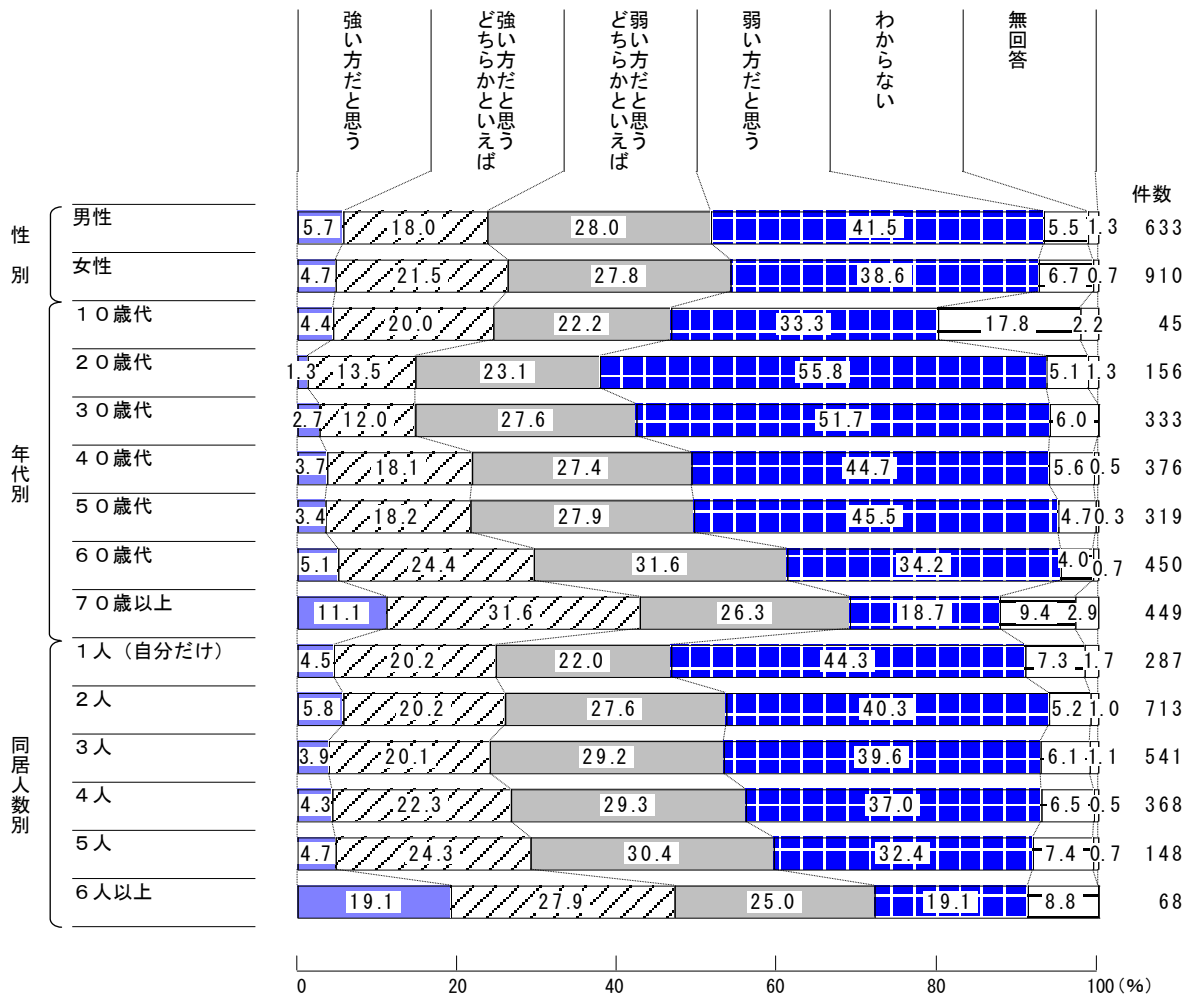 強い方だと思う
どちらかといえば
強い方だと思う
どちらかといえば
弱い方だと思う
弱い方だと思う
わからない
無回答
件数
性別
男性 5.7 18.0 28.0 41.5 5.5 1.3 633
女性 4.7 21.5 27.8 38.6 6.7 0.7 910
年代別
１０歳代 4.4 20.0 22.2 33.3 17.8 2.2 45
２０歳代 1.3 13.5 23.1 55.8 5.1 1.3 156
３０歳代 2.7 12.0 27.6 51.7 6.0 333
４０歳代 3.7 18.1 27.4 44.7 5.6 0.5 376
５０歳代 3.4 18.2 27.9 45.5 4.7 0.3 319
６０歳代 5.1 24.4 31.6 34.2 4.0 0.7 450
７０歳以上 11.1 31.6 26.3 18.7 9.4 2.9 449
同居人数別
１人（自分だけ） 4.5 20.2 22.0 44.3 7.3 1.7 287
２人 5.8 20.2 27.6 40.3 5.2 1.0 713
３人 3.9 20.1 29.2 39.6 6.1 1.1 541
４人 4.3 22.3 29.3 37.0 6.5 0.5 368
５人 4.7 24.3 30.4 32.4 7.4 0.7 148
６人以上 19.1 27.9 25.0 19.1 8.8 68
0 20 40 60 80 100 (%)